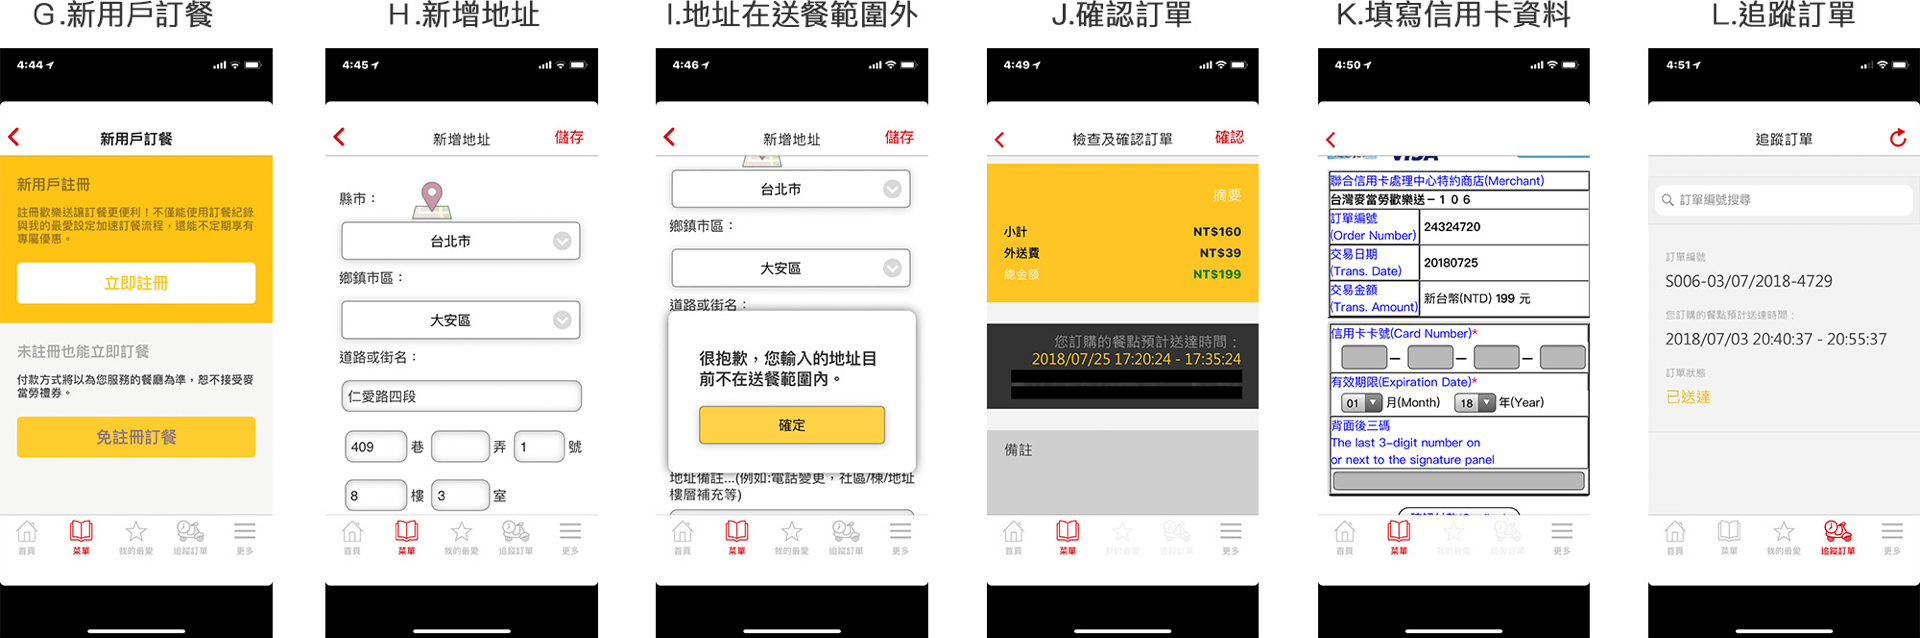 G.新用戶訂餐
4:44
新用戶訂餐
新用戶註冊
註冊歡樂送讓訂餐更便利！不僅能使用訂餐紀錄
與我的最愛設定加速訂餐流程，還能不定期享有
專屬優惠。
立即註冊
未註冊也能立即訂餐
付款方式將以為您服務的餐廳為準，恕不接受麥
當勞禮券。
免註冊訂餐
首頁 菜單 我的最愛 追蹤訂單 更多
H.新增地址
4:45
新增地址 儲存
縣市：
台北市
鄉鎮市區：
大安區
道路或街名：
仁愛路四段
409 巷 弄 1 號
8 樓 3 室
首頁 菜單 我的最愛 追蹤訂單 更多
I.地址在送餐範圍外
4:46
新增地址 儲存
台北市
鄉鎮市區：
大安區
道路或街名：
很抱歉，您輸入的地址目
前不在送餐範圍內。
確定
地址備註...(例如:電話變更，社區/棟/地址
樓層補充等)
首頁 菜單 我的最愛 追蹤訂單 更多
J.確認訂單
4:49
檢查及確認訂單 確認
摘要
小計 NT$160
外送費 NT$39
總金額 NT$199
您訂購的餐點預計送達時間：
2018/07/25 17:20:24 - 17:35:24
備註
首頁 菜單 我的最愛 追蹤訂單 更多
K.填寫信用卡資料
4:50
VISA
聯合信用卡處理中心特約商店(Merchant)
台灣麥當勞歡樂送－１０６
訂單編號
(Order Number) 24324720
交易日期
(Trans. Date) 20180725
交易金額
(Trans. Amount) 新台幣(NTD) 199 元
信用卡卡號(Card Number)*
有效期限(Expiration Date)*
01 月(Month) 18 年(Year)
背面後三碼
The last 3-digit number on
or next to the signature panel
首頁 菜單 我的最愛 追蹤訂單 更多
L.追蹤訂單
4:51
追蹤訂單
訂單編號搜尋
訂單編號
S006-03/07/2018-4729
您訂購的餐點預計送達時間：
2018/07/03 20:40:37 - 20:55:37
訂單狀態
已送達
首頁 菜單 我的最愛 追蹤訂單 更多